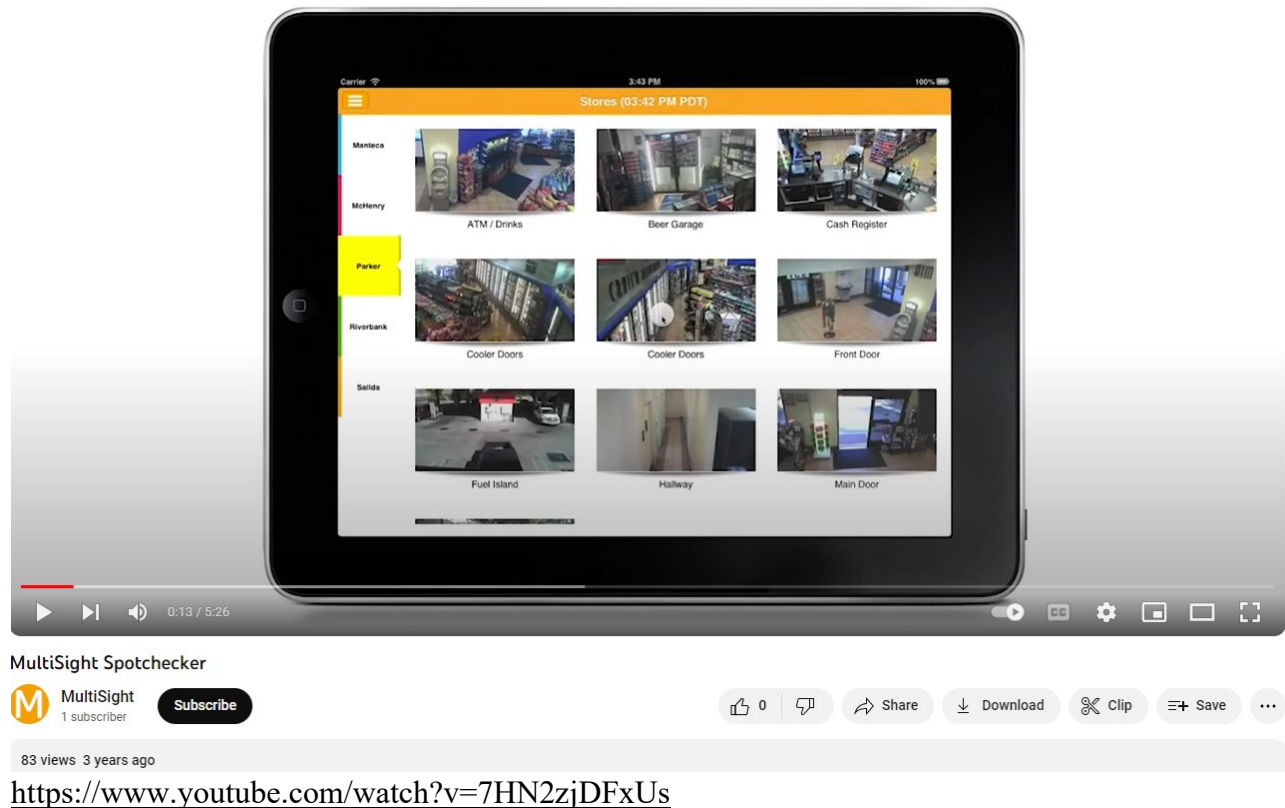 Carrier 3:43 PM 100%
Stores (03:42 PM PDT)
Manteca
McHenry
Parker
Riverbank
Salida
ATM / Drinks Beer Garage Cash Register
Cooler Doors Cooler Doors Front Door
Fuel Island Hallway Main Door
0:13 / 5:26
CC
MultiSight Spotchecker
M
MultiSight
1 subscriber
Subscribe
0 Share Download Clip Save ...
83 views 3 years ago
https://www.youtube.com/watch?v=7HN2zjDFxUs